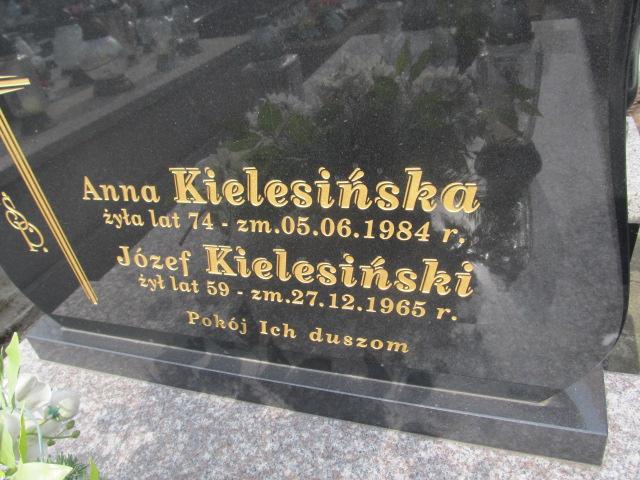 Anna Kielesińska
żyła lat 74 - zm.05.06.1984 r.
Józef Kielesiński
żył lat 59 - zm.27.12.1965 r.
Pokój Ich duszom